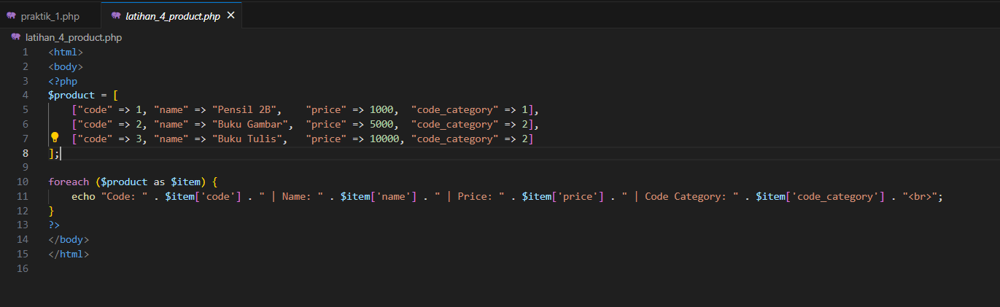 praktik_1.php latihan_4_product.php ×
latihan_4_product.php
1 <html>
2 <body>
3 <?php
4 $product = [
5     ["code" => 1, "name" => "Pensil 2B",    "price" => 1000,  "code_category" => 1],
6     ["code" => 2, "name" => "Buku Gambar",  "price" => 5000,  "code_category" => 2],
7     ["code" => 3, "name" => "Buku Tulis",   "price" => 10000, "code_category" => 2]
8 ];
9
10 foreach ($product as $item) {
11     echo "Code: " . $item['code'] . " | Name: " . $item['name'] . " | Price: " . $item['price'] . " | Code Category: " . $item['code_category'] . "<br>";
12 }
13 ?>
14 </body>
15 </html>
16